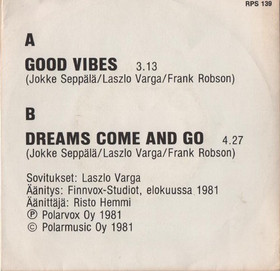 RPS 139
A
GOOD VIBES 3.13
(Jokke Seppälä/Laszlo Varga/Frank Robson)
B
DREAMS COME AND GO 4.27
(Jokke Seppälä/Laszlo Varga/Frank Robson)
Sovitukset: Laszlo Varga
Äänitys: Finnvox-Studiot, elokuussa 1981
Äänittäjä: Risto Hemmi
Ⓟ Polarvox Oy 1981
© Polarmusic Oy 1981